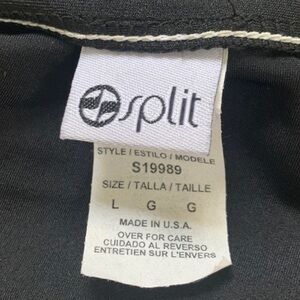 split
STYLE / ESTILO / MODELE
S19989
SIZE / TALLA / TAILLE
L G G
MADE IN U.S.A.
OVER FOR CARE
CUIDADO AL REVERSO
ENTRETIEN SUR L'ENVERS